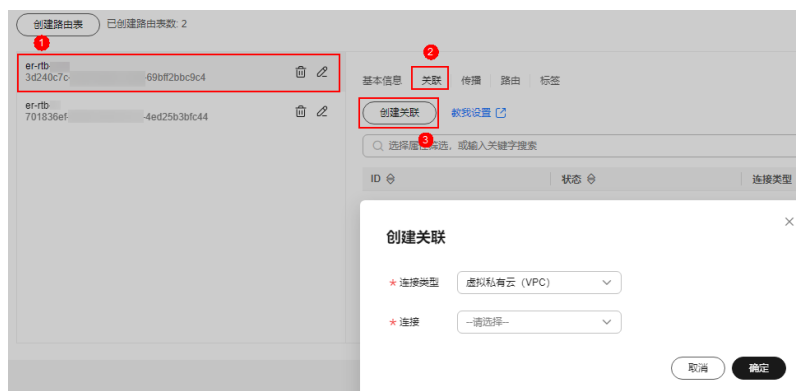 创建路由表 已创建路由表数: 2
1
er-rtb
3d240c7c- -69bff2bbc9c4
er-rtb
701836ef- -4ed25b3bfc44
2
基本信息 关联 传播 路由 标签
创建关联 教我设置
3
选择属性筛选，或输入关键字搜索
ID 状态 连接类型
创建关联
* 连接类型 虚拟私有云（VPC）
* 连接 --请选择--
取消 确定